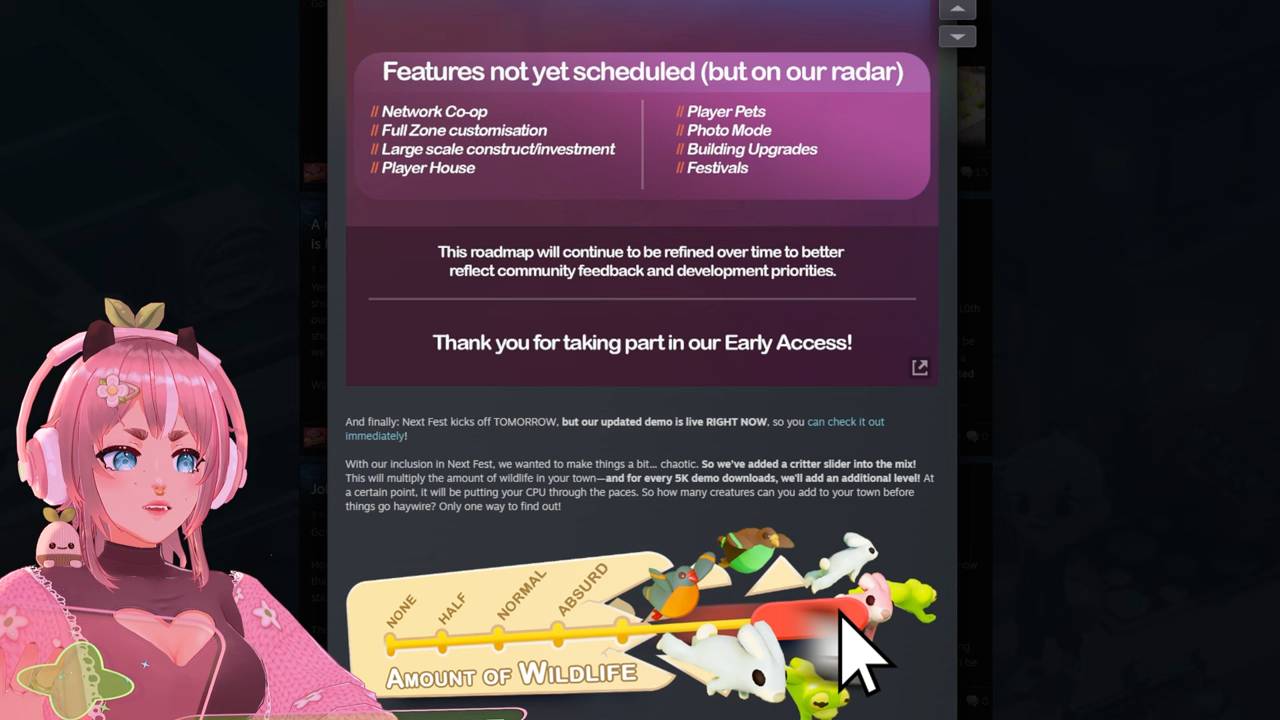 Features not yet scheduled (but on our radar)
// Network Co-op
// Full Zone customisation
// Large scale construct/investment
// Player House
// Player Pets
// Photo Mode
// Building Upgrades
// Festivals
This roadmap will continue to be refined over time to better
reflect community feedback and development priorities.
Thank you for taking part in our Early Access!
And finally: Next Fest kicks off TOMORROW, but our updated demo is live RIGHT NOW, so you can check it out
immediately!
With our inclusion in Next Fest, we wanted to make things a bit... chaotic. So we've added a critter slider into the mix!
This will multiply the amount of wildlife in your town—and for every 5K demo downloads, we'll add an additional level! At
a certain point, it will be putting your CPU through the paces. So how many creatures can you add to your town before
things go haywire? Only one way to find out!
NONE
HALF
NORMAL
ABSURD
AMOUNT OF WILDLIFE